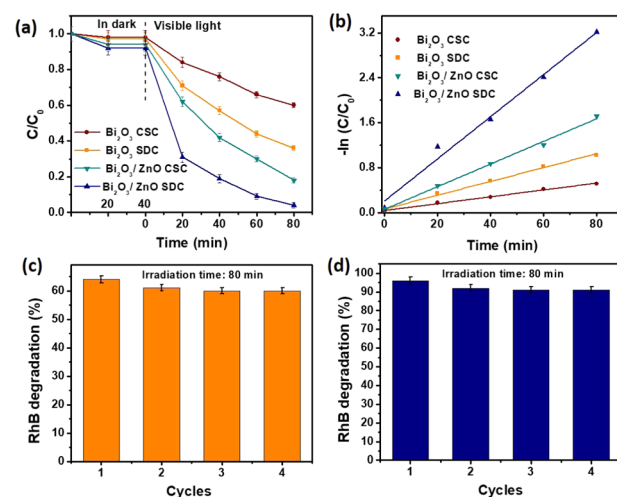 (a)
In dark
Visible light
C/C₀
1.0
0.8
0.6
0.4
0.2
0.0
Bi₂O₃ CSC
Bi₂O₃ SDC
Bi₂O₃/ ZnO CSC
Bi₂O₃/ ZnO SDC
20 40
0 20 40 60 80
Time (min)
(b)
-ln (C/C₀)
3.2
2.4
1.6
0.8
0.0
Bi₂O₃ CSC
Bi₂O₃ SDC
Bi₂O/ ZnO CSC
Bi₂O₃/ ZnO SDC
0 20 40 60 80
Time (min)
(c)
Irradiation time: 80 min
RhB degradation (%)
60
50
40
30
20
10
0
1 2 3 4
Cycles
(d)
Irradiation time: 80 min
RhB degradation (%)
100
90
80
70
60
50
40
30
20
10
0
1 2 3 4
Cycles